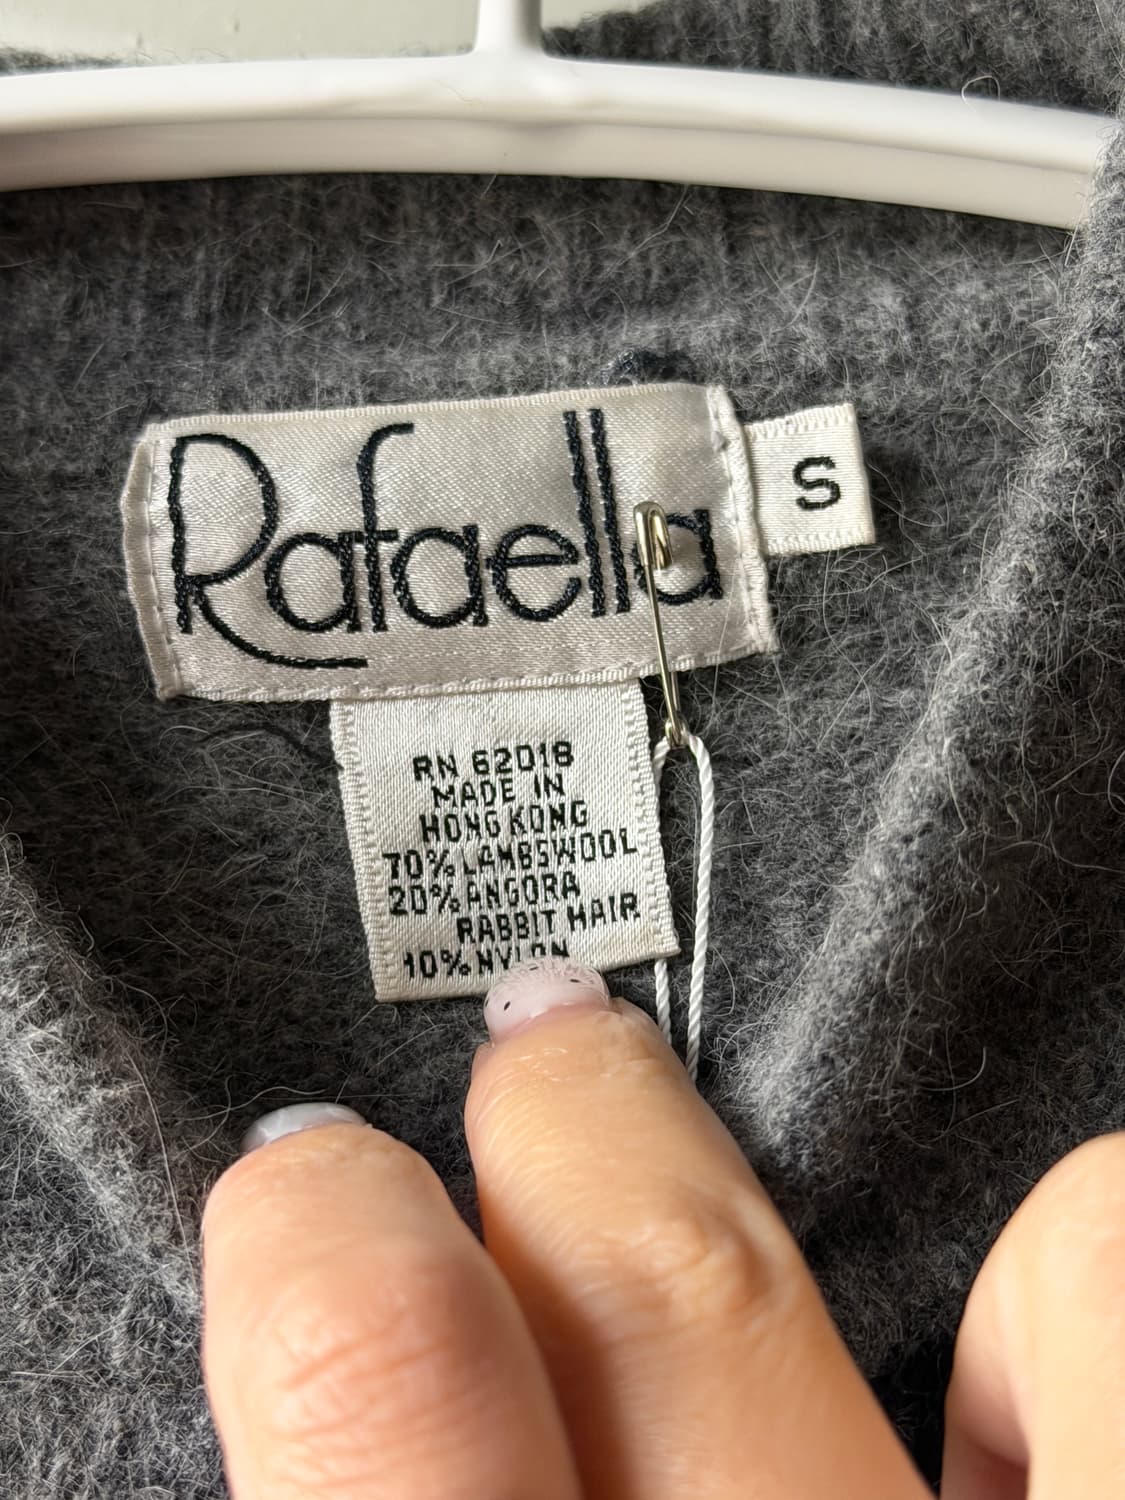 Rafaella
S
RN 62018
MADE IN
HONG KONG
70% LAMBSWOOL
20% ANGORA
RABBIT HAIR
10% NYLON